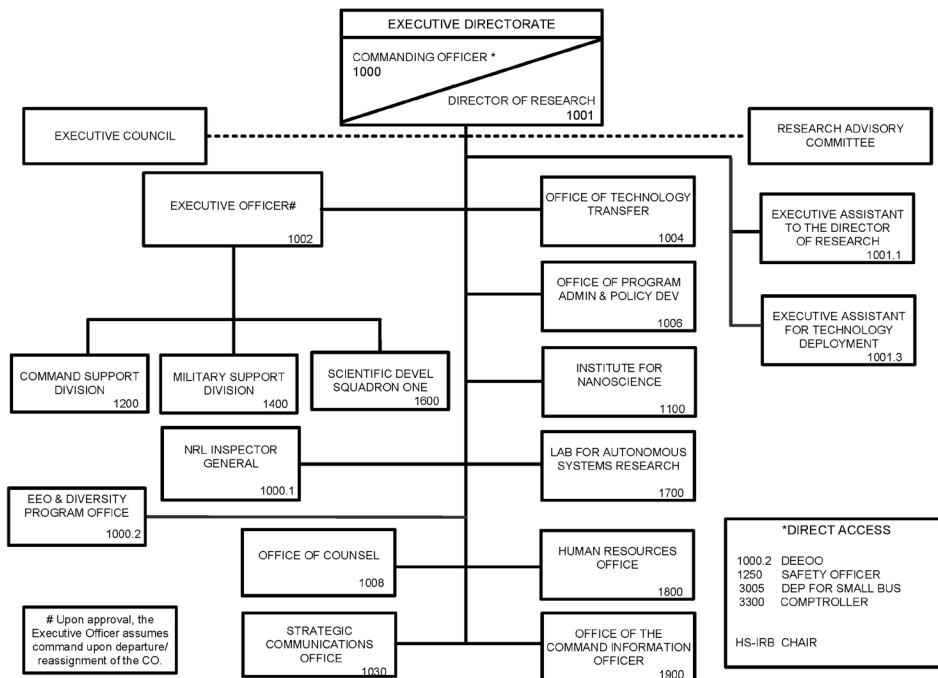 EXECUTIVE DIRECTORATE
COMMANDING OFFICER *
1000
DIRECTOR OF RESEARCH
1001
EXECUTIVE COUNCIL
RESEARCH ADVISORY
COMMITTEE
EXECUTIVE OFFICER#
1002
OFFICE OF TECHNOLOGY
TRANSFER
1004
EXECUTIVE ASSISTANT
TO THE DIRECTOR
OF RESEARCH
1001.1
OFFICE OF PROGRAM
ADMIN & POLICY DEV
1006
EXECUTIVE ASSISTANT
FOR TECHNOLOGY
DEPLOYMENT
1001.3
COMMAND SUPPORT
DIVISION
1200
MILITARY SUPPORT
DIVISION
1400
SCIENTIFIC DEVEL
SQUADRON ONE
1600
INSTITUTE FOR
NANOSCIENCE
1100
NRL INSPECTOR
GENERAL
1000.1
LAB FOR AUTONOMOUS
SYSTEMS RESEARCH
1700
EEO & DIVERSITY
PROGRAM OFFICE
1000.2
OFFICE OF COUNSEL
1008
HUMAN RESOURCES
OFFICE
1800
*DIRECT ACCESS
1000.2 DEEOO
1250 SAFETY OFFICER
3005 DEP FOR SMALL BUS
3300 COMPTROLLER
HS-IRB CHAIR
# Upon approval, the
Executive Officer assumes
command upon departure/
reassignment of the CO.
STRATEGIC
COMMUNICATIONS
OFFICE
1030
OFFICE OF THE
COMMAND INFORMATION
OFFICER
1900